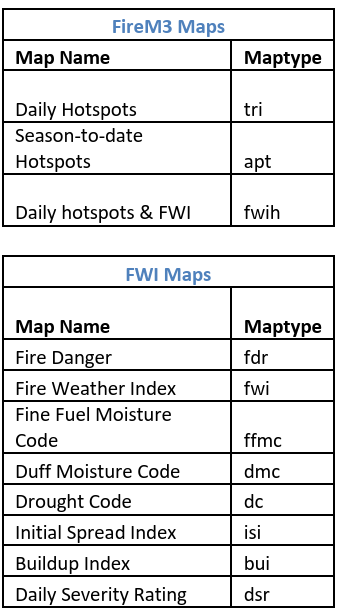 FireM3 Maps
Map Name Maptype
Daily Hotspots tri
Season-to-date
Hotspots apt
Daily hotspots & FWI fwih
FWI Maps
Map Name Maptype
Fire Danger fdr
Fire Weather Index fwi
Fine Fuel Moisture
Code ffmc
Duff Moisture Code dmc
Drought Code dc
Initial Spread Index isi
Buildup Index bui
Daily Severity Rating dsr